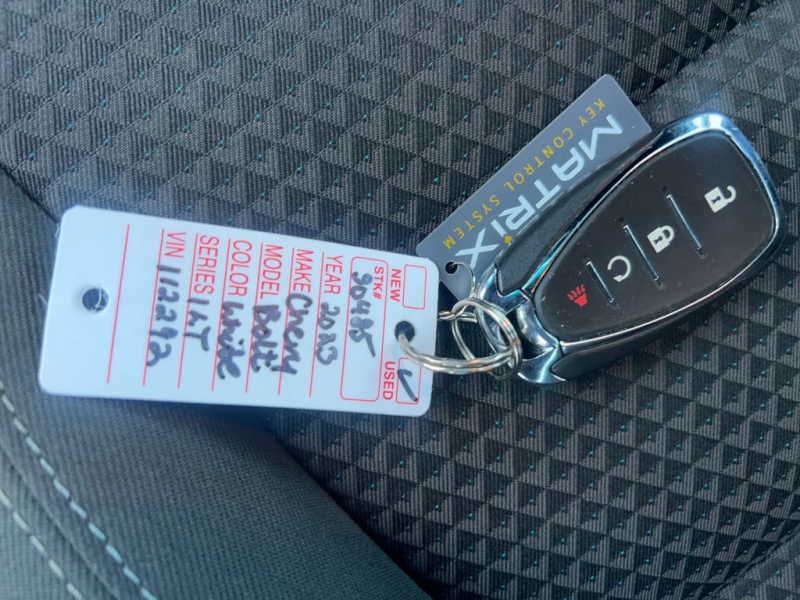 NEW
USED ✓
STK# 90485
YEAR 2023
MAKE Chevy
MODEL Bolt
COLOR White
SERIES 1LT
VIN 112292
MATRIX
KEY CONTROL SYSTEM